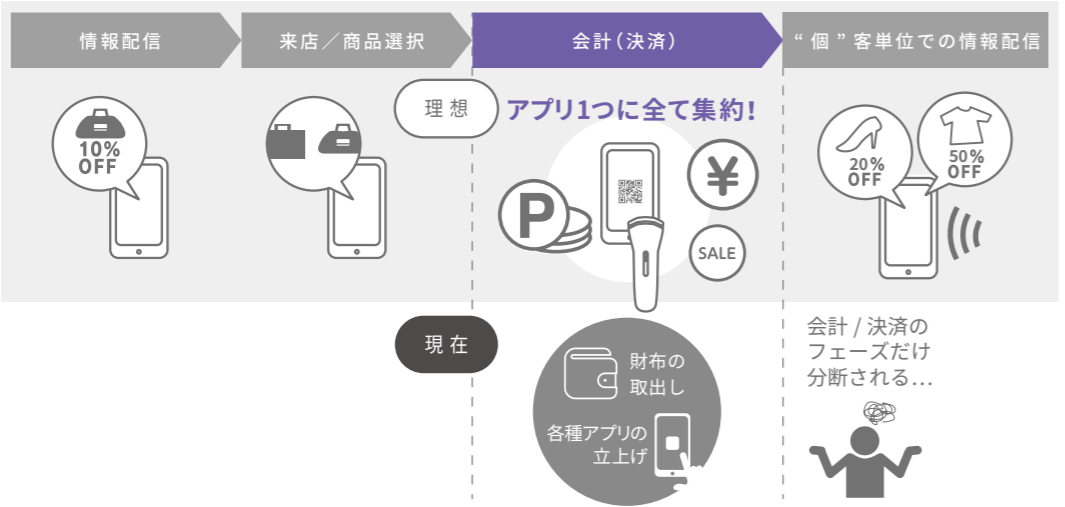 情報配信
来店／商品選択
会計（決済）
“個”客単位での情報配信
理想
アプリ1つに全て集約！
10%
OFF
P
¥
SALE
20%
OFF
50%
OFF
現在
財布の
取出し
各種アプリの
立上げ
会計 / 決済の
フェーズだけ
分断される…